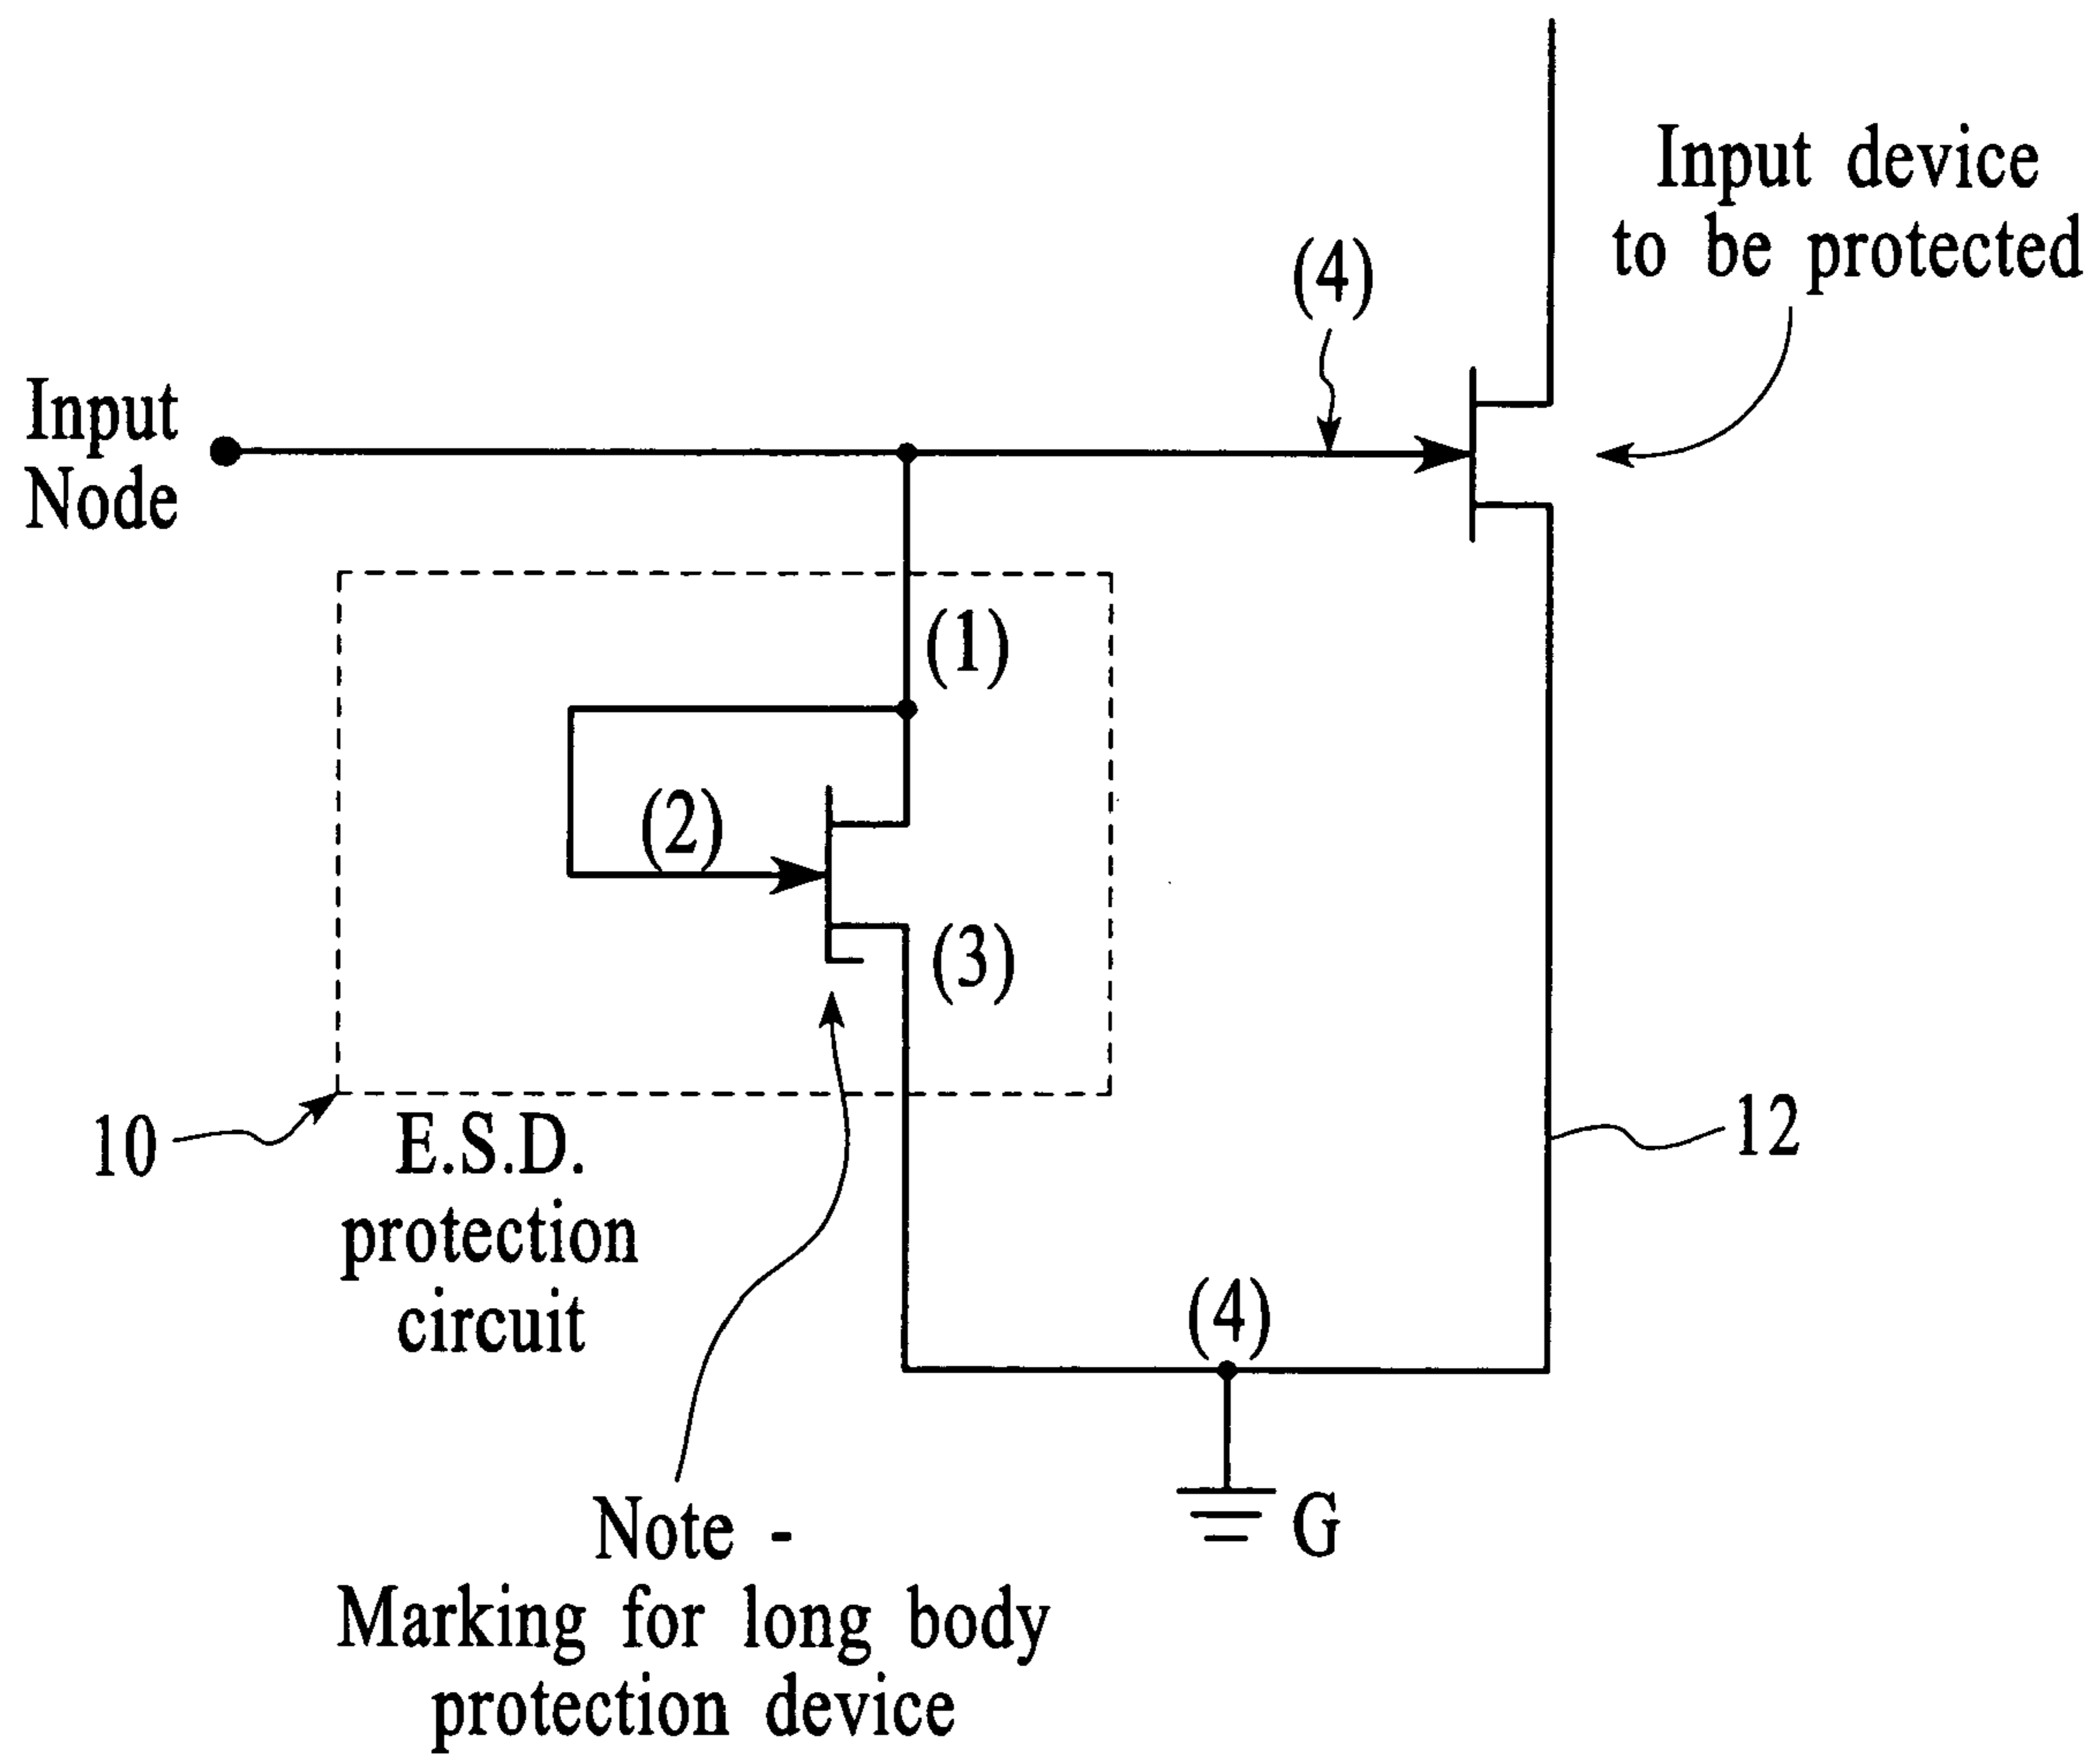 Input device
to be protected
(4)
Input
Node
(1)
(2)
(3)
10
E.S.D.
protection
circuit
12
(4)
G
Note -
Marking for long body
protection device